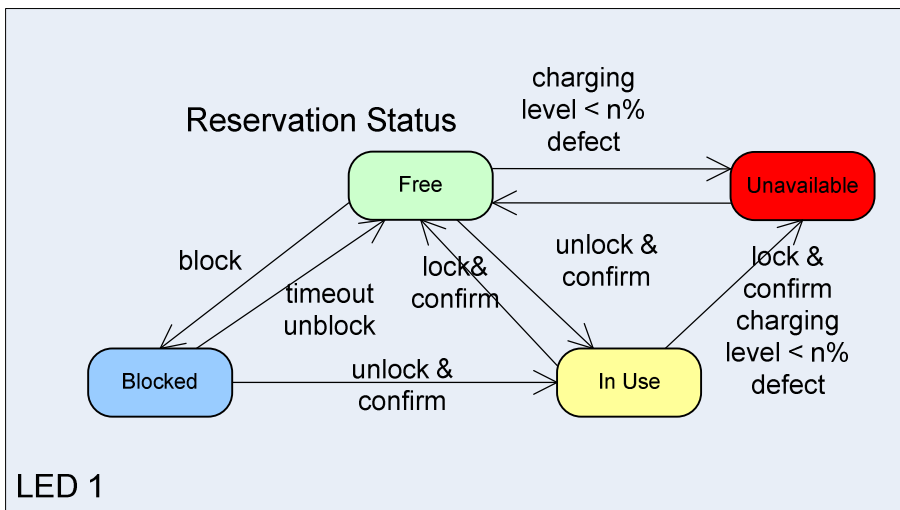 charging
level < n%
defect
Reservation Status
Free
Unavailable
block
timeout
unblock
lock&
confirm
unlock &
confirm
lock &
confirm
charging
level < n%
defect
Blocked
unlock &
confirm
In Use
LED 1